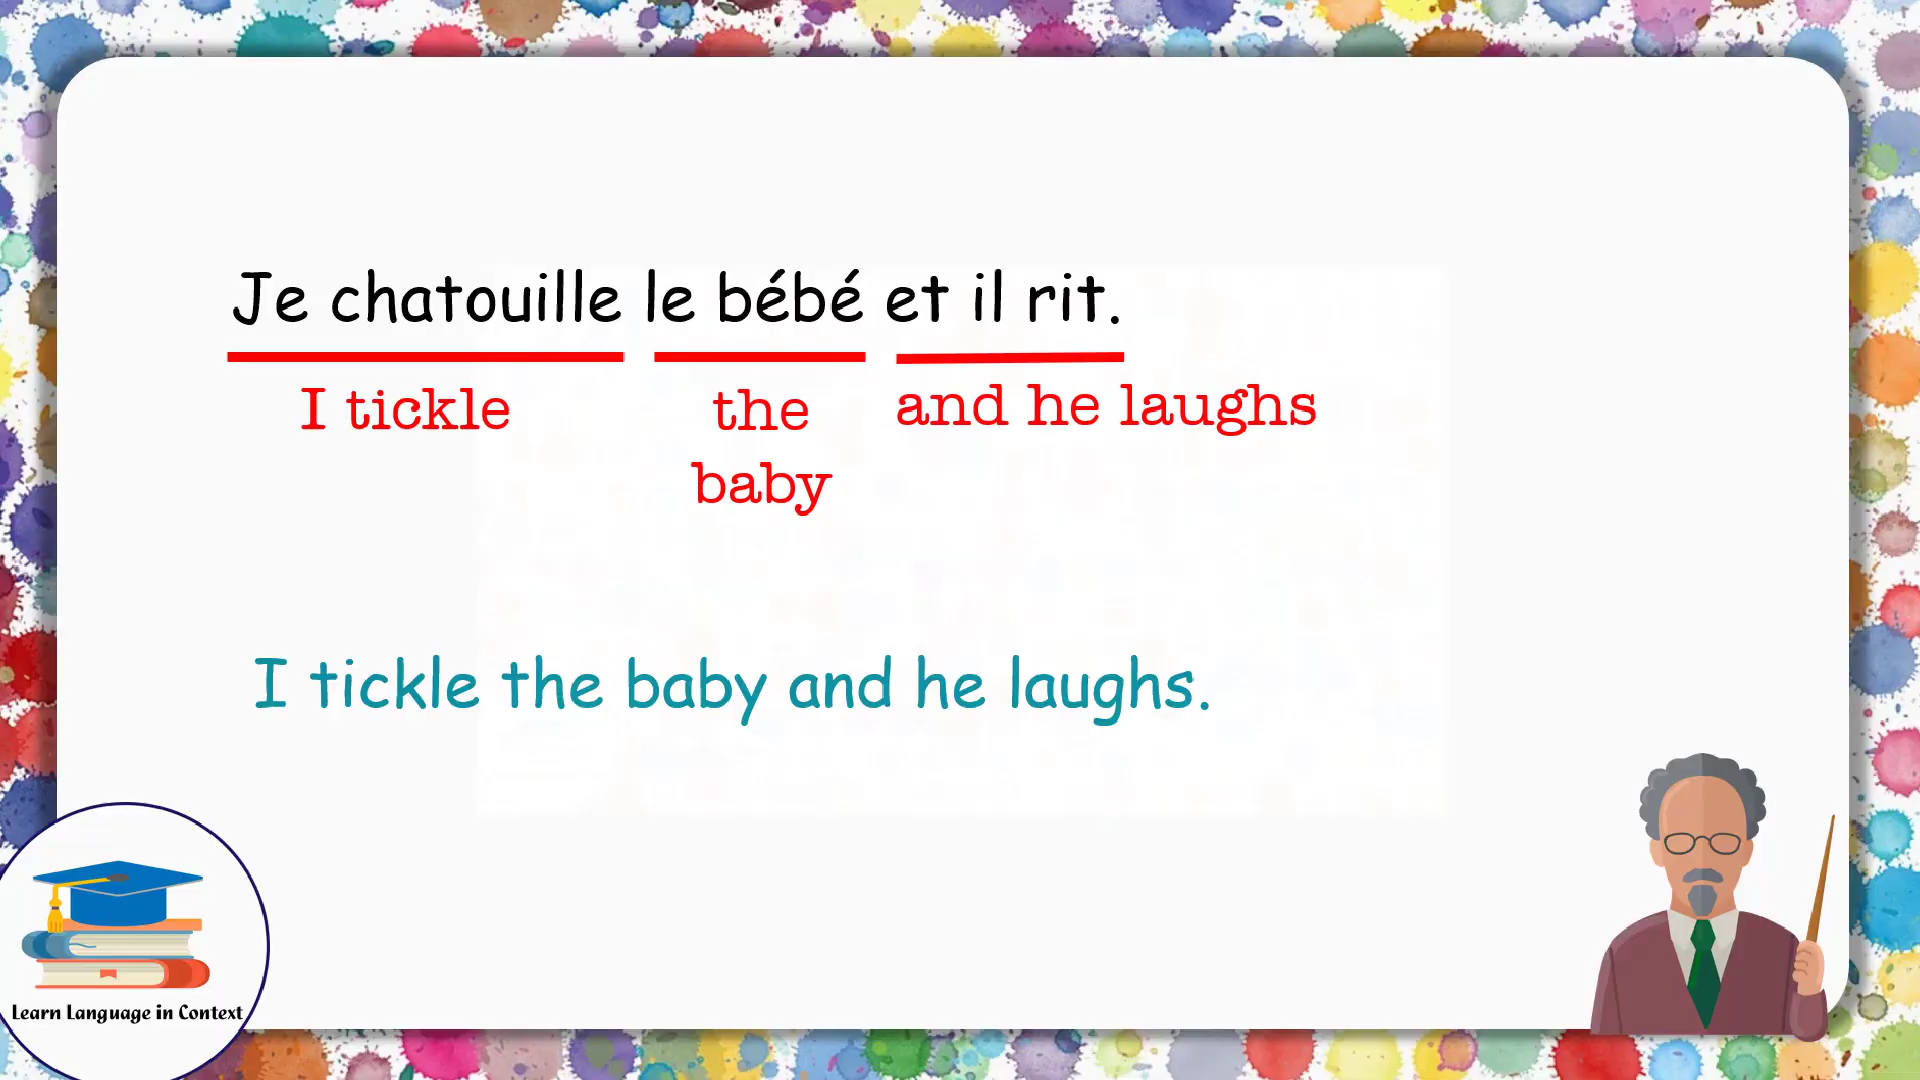 Je chatouille le bébé et il rit.
I tickle
the
baby
and he laughs
I tickle the baby and he laughs.
Learn Language in Context